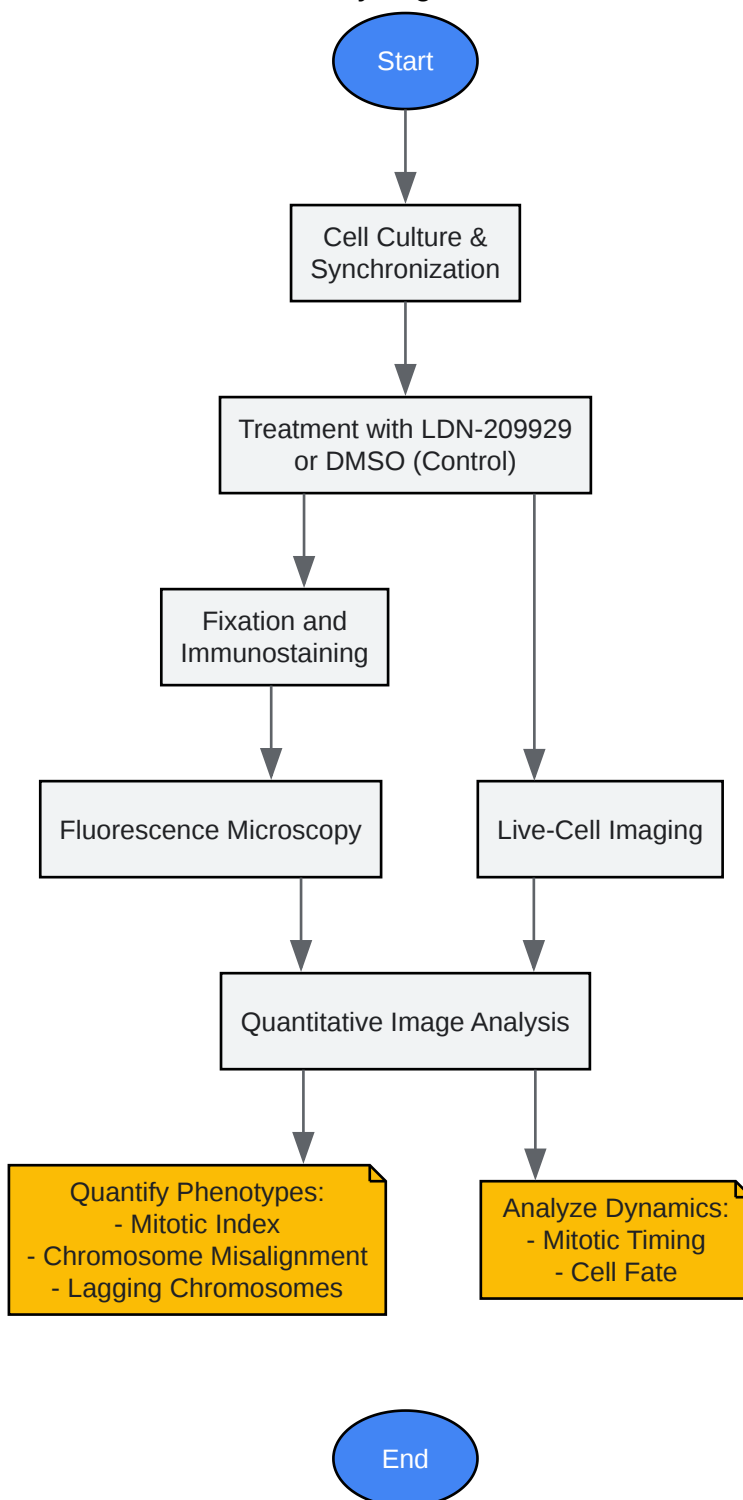 Start
Cell Culture &
Synchronization
Treatment with LDN-209929
or DMSO (Control)
Fixation and
Immunostaining
Fluorescence Microscopy
Live-Cell Imaging
Quantitative Image Analysis
Quantify Phenotypes:
- Mitotic Index
- Chromosome Misalignment
- Lagging Chromosomes
Analyze Dynamics:
- Mitotic Timing
- Cell Fate
End